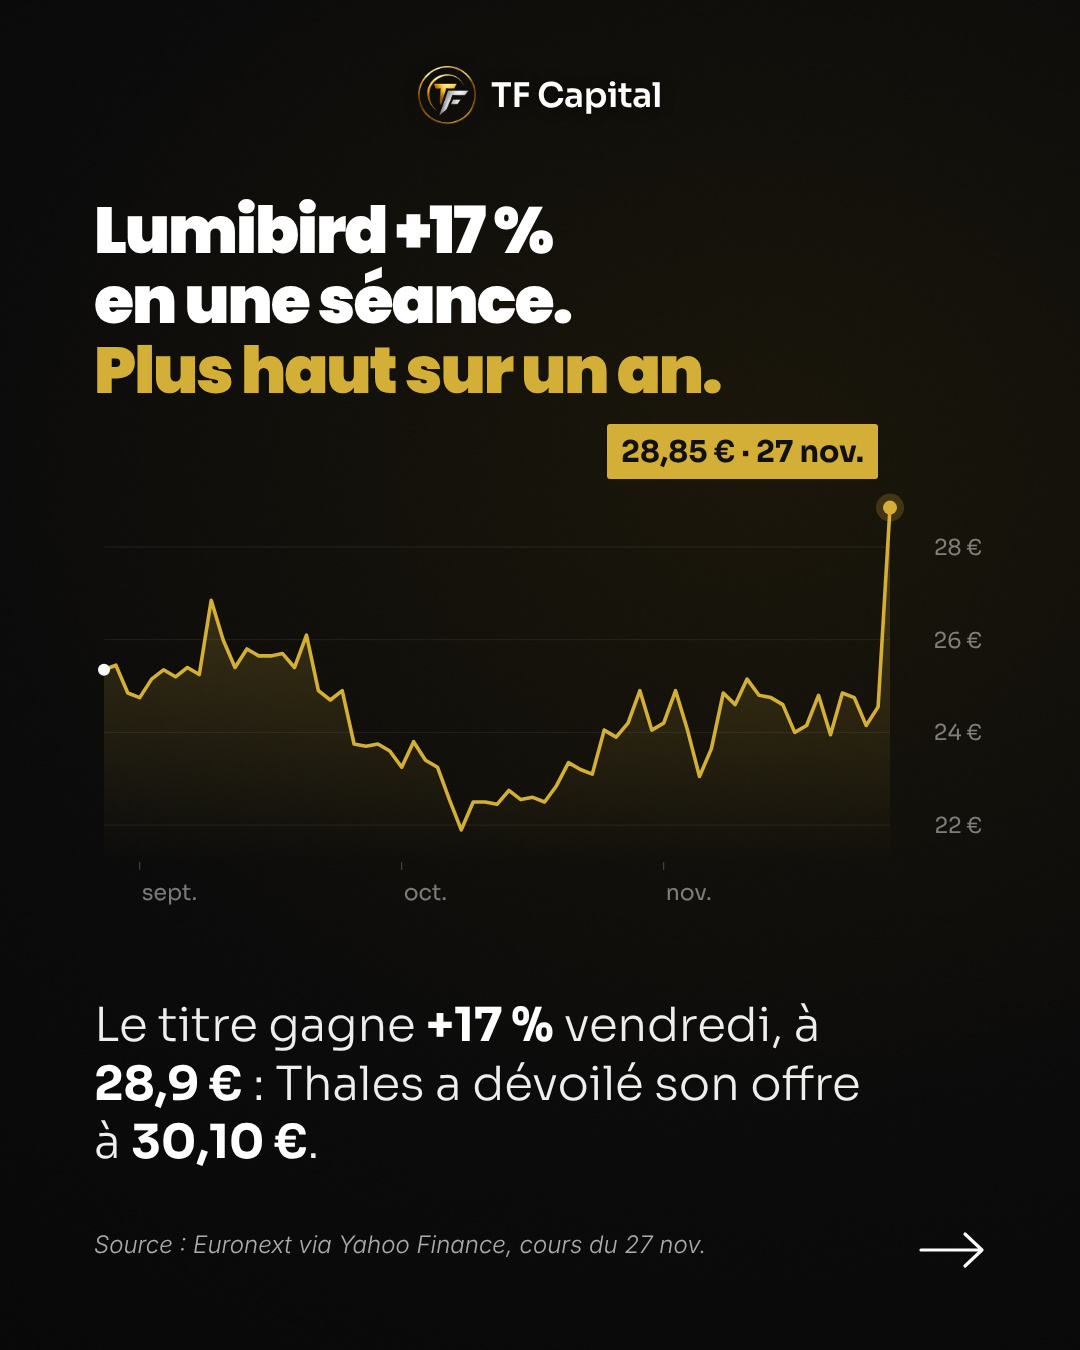 TF Capital
Lumibird +17 %
en une séance.
Plus haut sur un an.
28,85 € · 27 nov.
28 €
26 €
24 €
22 €
sept. oct. nov.
Le titre gagne +17 % vendredi, à
28,9 € : Thales a dévoilé son offre
à 30,10 €.
Source : Euronext via Yahoo Finance, cours du 27 nov.